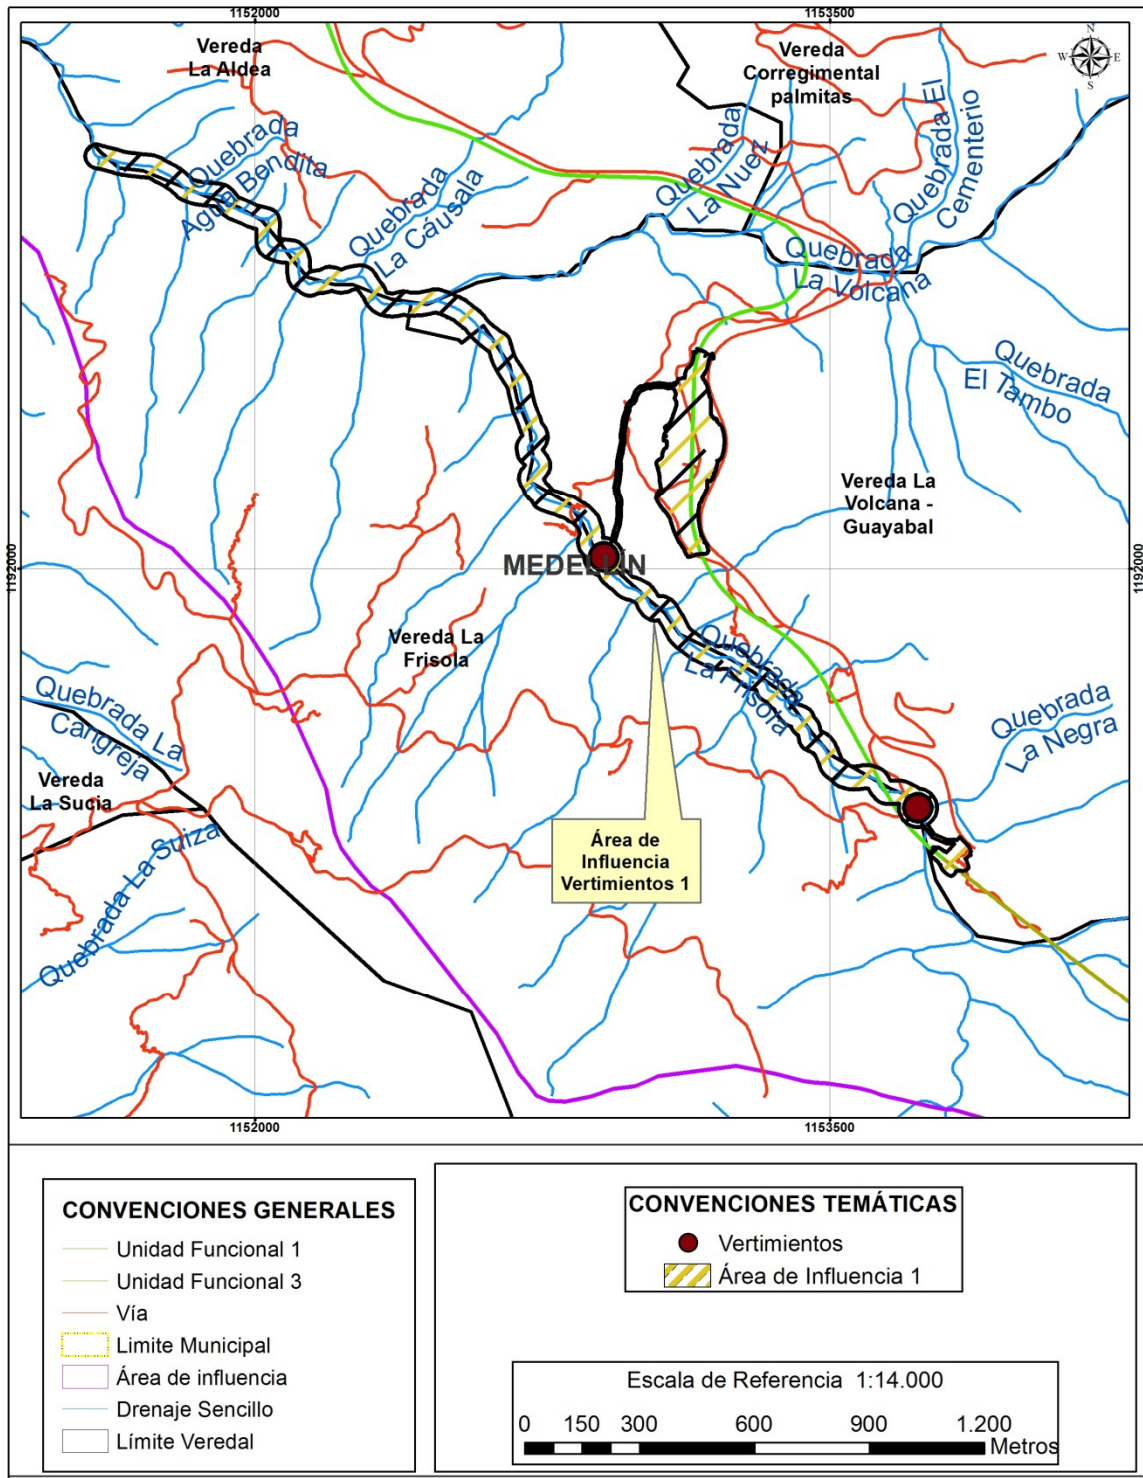 1152000
1153500
Vereda
La Aldea
Vereda
Corregimental
palmitas
N
W
E
S
Quebrada
Agua Bendita
Quebrada
La Cáusala
Quebrada
La Nuez
Quebrada El
Cementerio
Quebrada
La Volcana
Quebrada
El Tambo
Vereda La
Volcana -
Guayabal
1192000
1192000
MEDELLÍN
Vereda La
Frisola
Quebrada
La Frisola
Quebrada La
Cangreja
Quebrada
La Negra
Vereda
La Sucia
Quebrada La Suiza
Área de
Influencia
Vertimientos 1
1152000
1153500
CONVENCIONES GENERALES
Unidad Funcional 1
Unidad Funcional 3
Vía
Limite Municipal
Área de influencia
Drenaje Sencillo
Límite Veredal
CONVENCIONES TEMÁTICAS
Vertimientos
Área de Influencia 1
Escala de Referencia 1:14.000
0 150 300 600 900 1.200
Metros